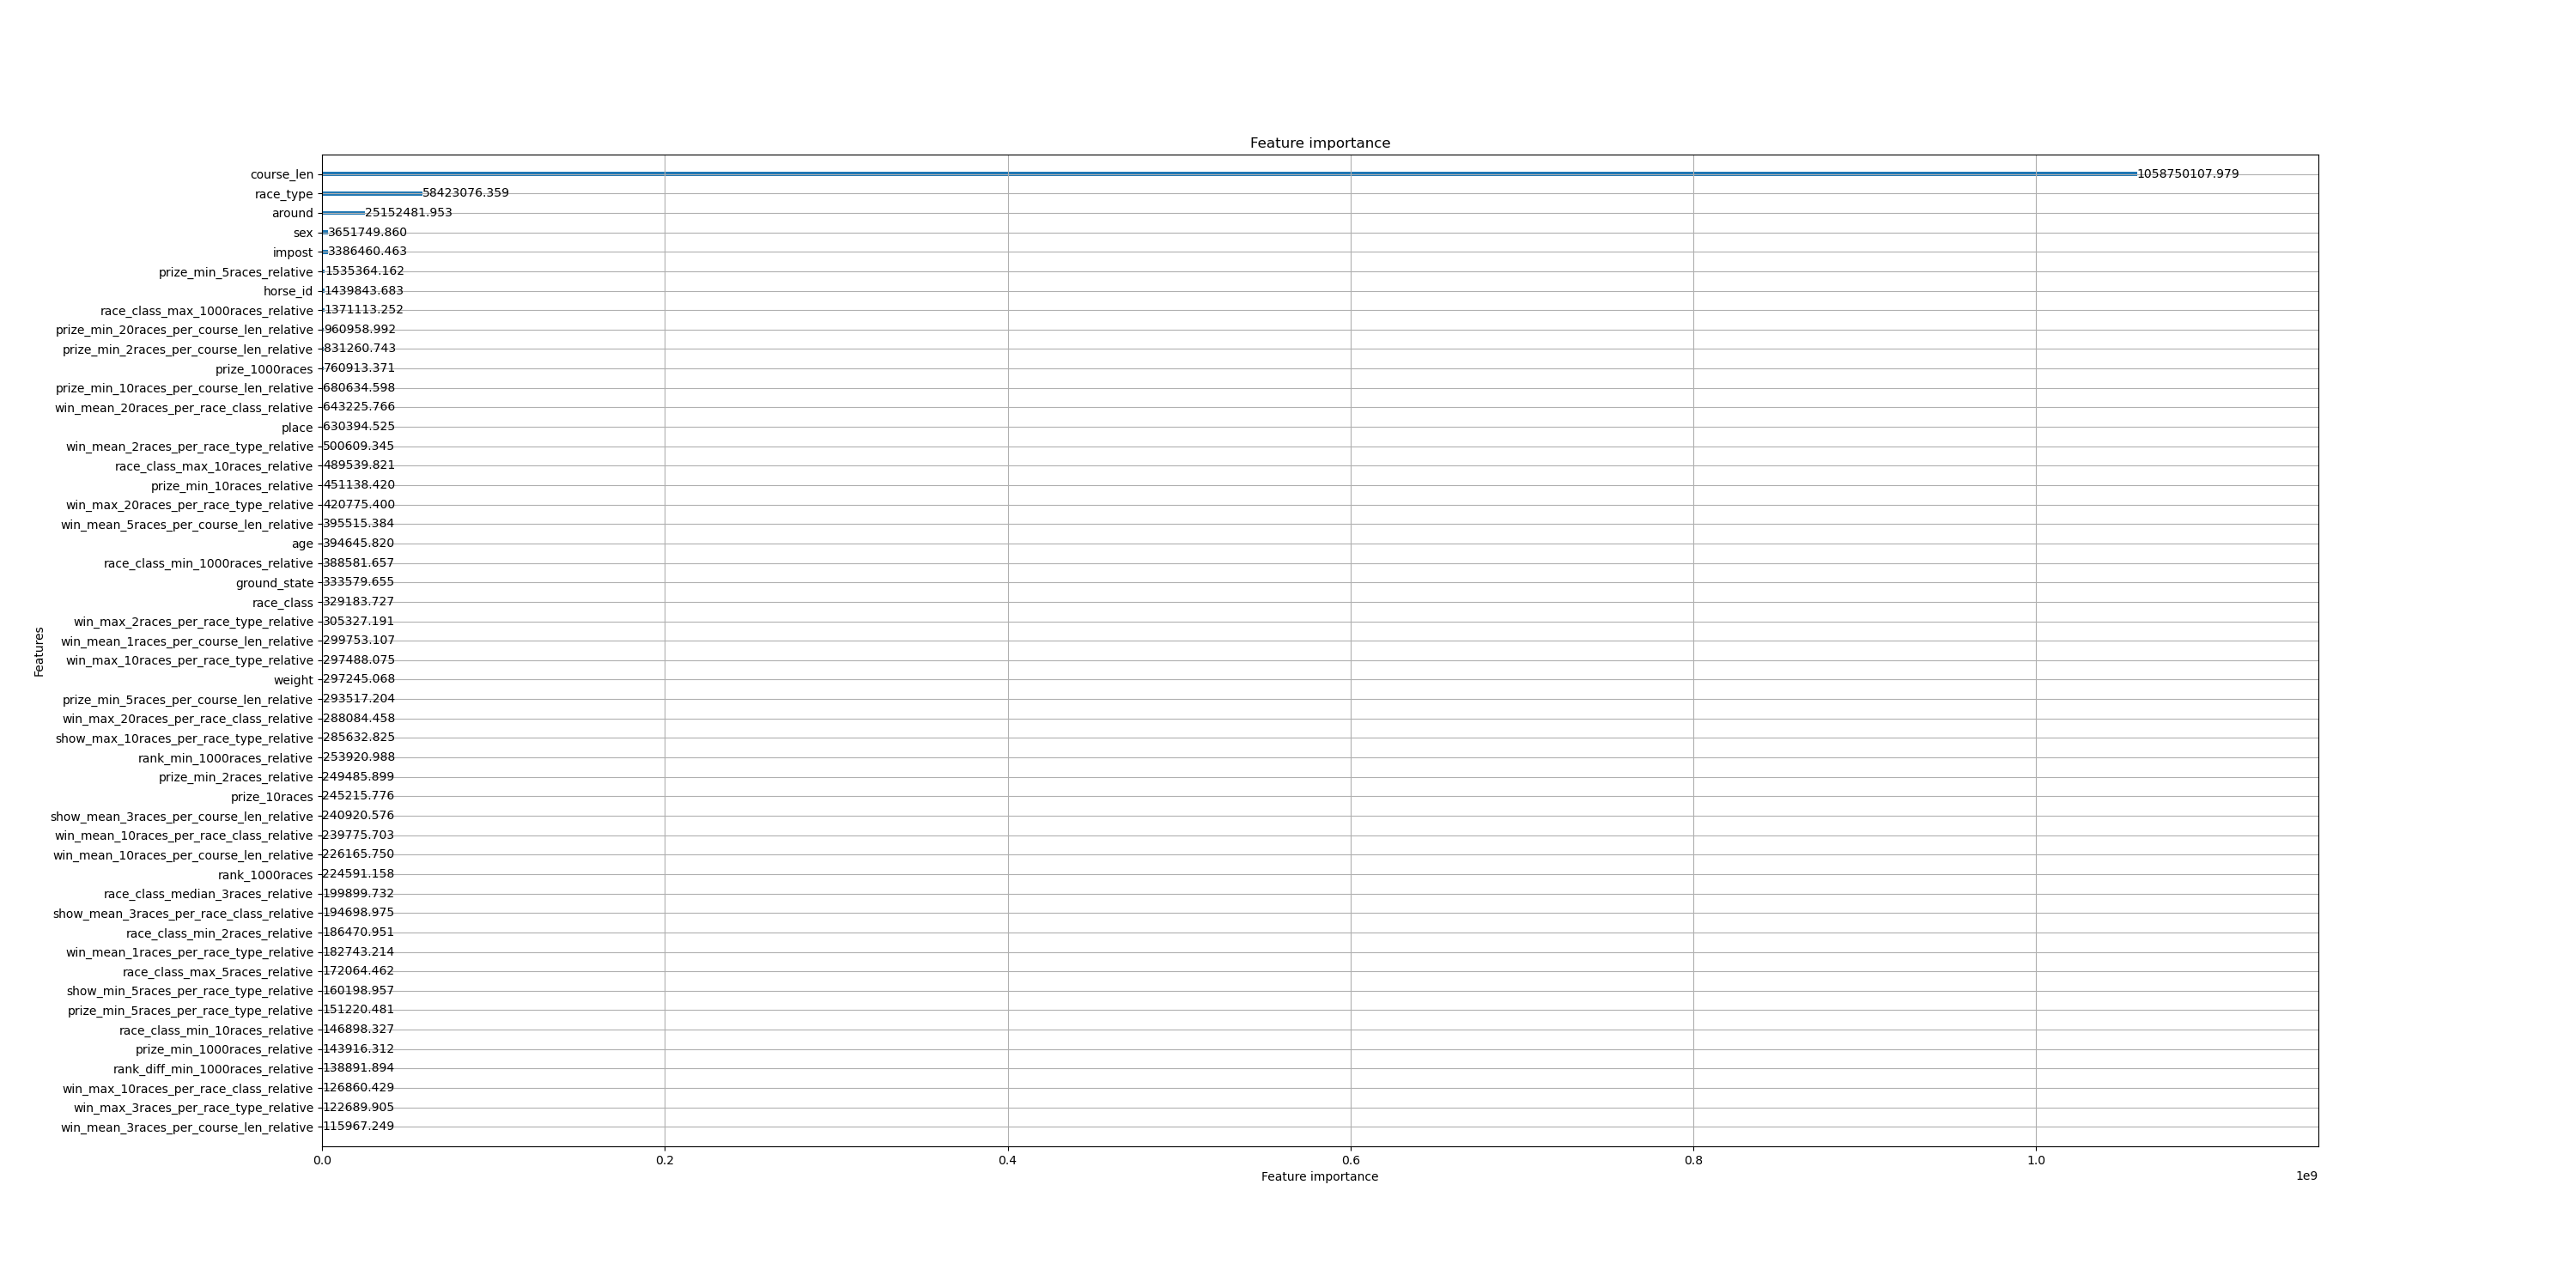 Feature importance
course_len 1058750107.979
race_type 58423076.359
around 25152481.953
sex 3651749.860
impost 3386460.463
prize_min_5races_relative 1535364.162
horse_id 1439843.683
race_class_max_1000races_relative 1371113.252
prize_min_20races_per_course_len_relative 960958.992
prize_min_2races_per_course_len_relative 831260.743
prize_1000races 760913.371
prize_min_10races_per_course_len_relative 680634.598
win_mean_20races_per_race_class_relative 643225.766
place 630394.525
win_mean_2races_per_race_type_relative 500609.345
race_class_max_10races_relative 489539.821
prize_min_10races_relative 451138.420
win_max_20races_per_race_type_relative 420775.400
win_mean_5races_per_course_len_relative 395515.384
age 394645.820
race_class_min_1000races_relative 388581.657
ground_state 333579.655
race_class 329183.727
win_max_2races_per_race_type_relative 305327.191
win_mean_1races_per_course_len_relative 299753.107
win_max_10races_per_race_type_relative 297488.075
weight 297245.068
prize_min_5races_per_course_len_relative 293517.204
win_max_20races_per_race_class_relative 288084.458
show_max_10races_per_race_type_relative 285632.825
rank_min_1000races_relative 253920.988
prize_min_2races_relative 249485.899
prize_10races 245215.776
show_mean_3races_per_course_len_relative 240920.576
win_mean_10races_per_race_class_relative 239775.703
win_mean_10races_per_course_len_relative 226165.750
rank_1000races 224591.158
race_class_median_3races_relative 199899.732
show_mean_3races_per_race_class_relative 194698.975
race_class_min_2races_relative 186470.951
win_mean_1races_per_race_type_relative 182743.214
race_class_max_5races_relative 172064.462
show_min_5races_per_race_type_relative 160198.957
prize_min_5races_per_race_type_relative 151220.481
race_class_min_10races_relative 146898.327
prize_min_1000races_relative 143916.312
rank_diff_min_1000races_relative 138891.894
win_max_10races_per_race_class_relative 126860.429
win_max_3races_per_race_type_relative 122689.905
win_mean_3races_per_course_len_relative 115967.249
Features
0.0 0.2 0.4 0.6 0.8 1.0
Feature importance
1e9